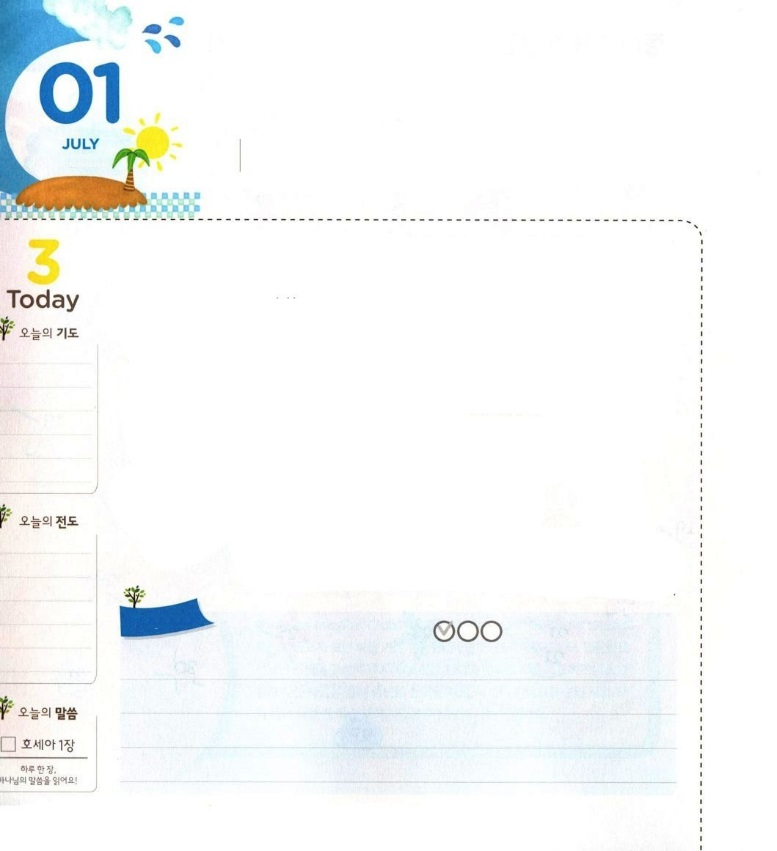 01
JULY
3
Today
오늘의 기도
오늘의 전도
오늘의 말씀
호세아 1장
하루 한 장,
하나님의 말씀을 읽어요!